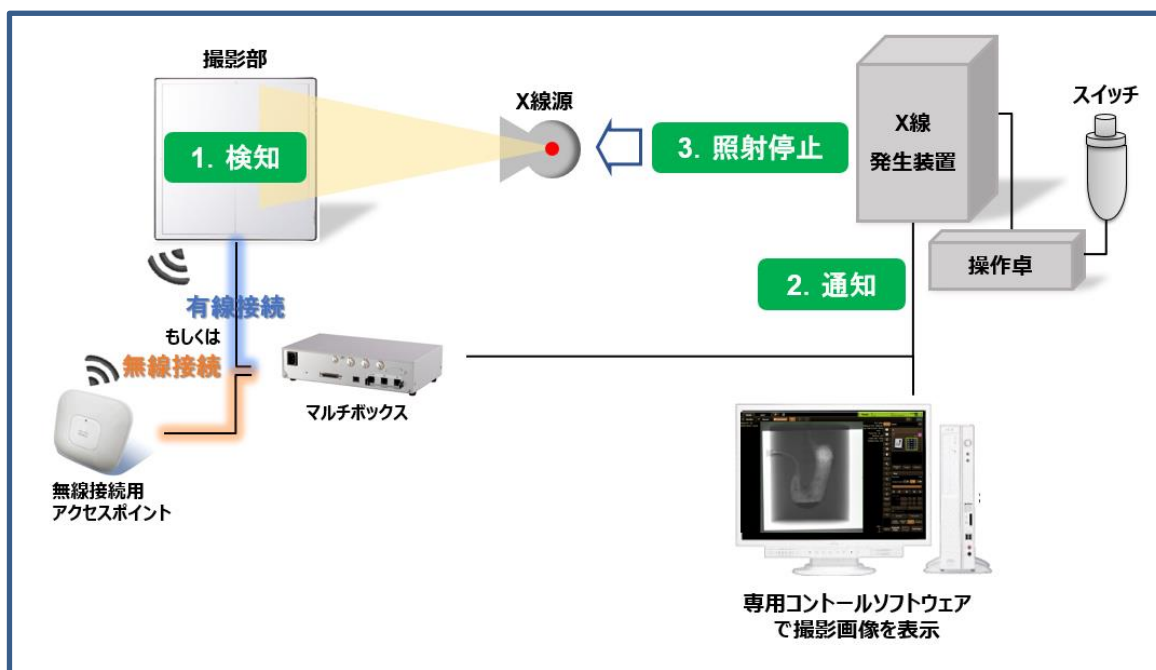 撮影部
1. 検知
X線源
3. 照射停止
X線
発生装置
スイッチ
操作卓
2. 通知
有線接続
もしくは
無線接続
マルチボックス
無線接続用
アクセスポイント
専用コントールソフトウェア
で撮影画像を表示